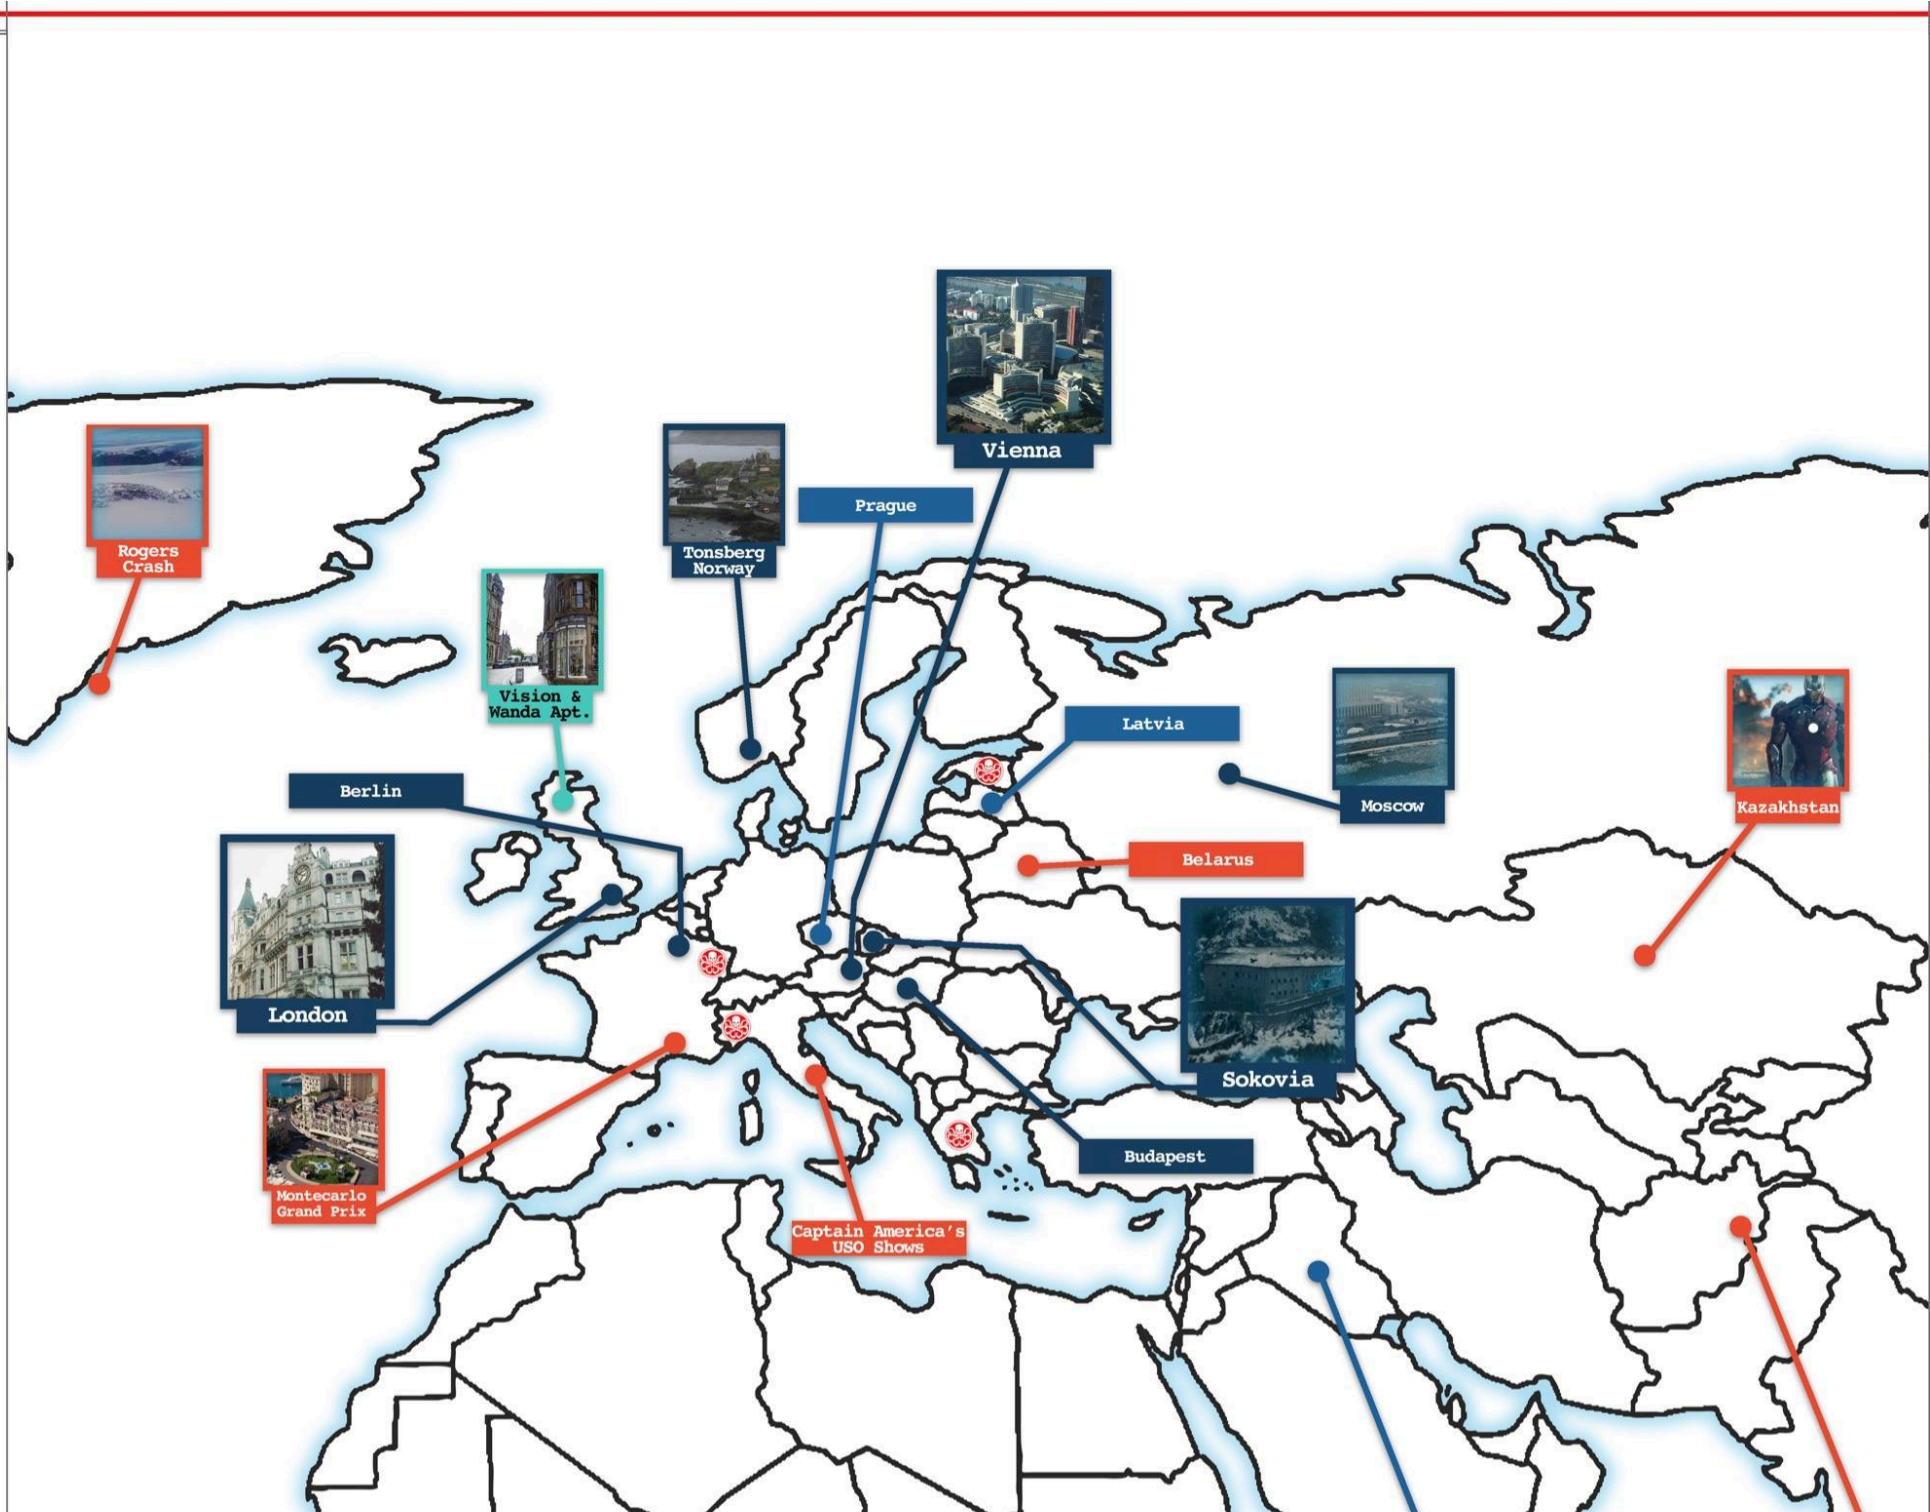 Vienna
Rogers
Crash
Tonsberg
Norway
Prague
Vision &
Wanda Apt.
Latvia
Moscow
Kazakhstan
Berlin
Belarus
London
Sokovia
Montecarlo
Grand Prix
Budapest
Captain America's
USO Shows